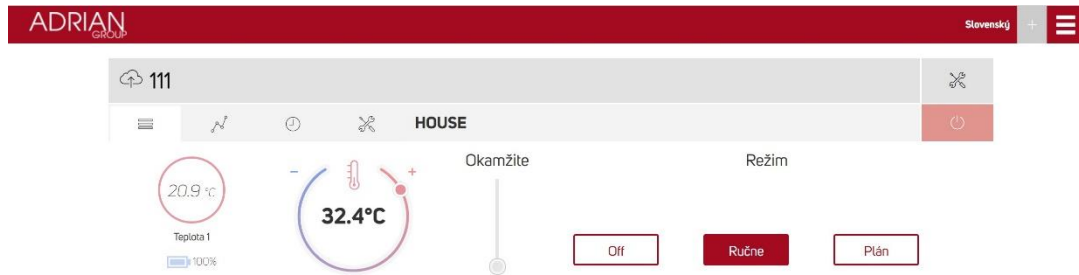 ADRIAN
GROUP
Slovenský +
111
HOUSE
Okamžite
Režim
20.9 °C
- +
32.4°C
Off
Ručne
Plán
Teplota 1
100%